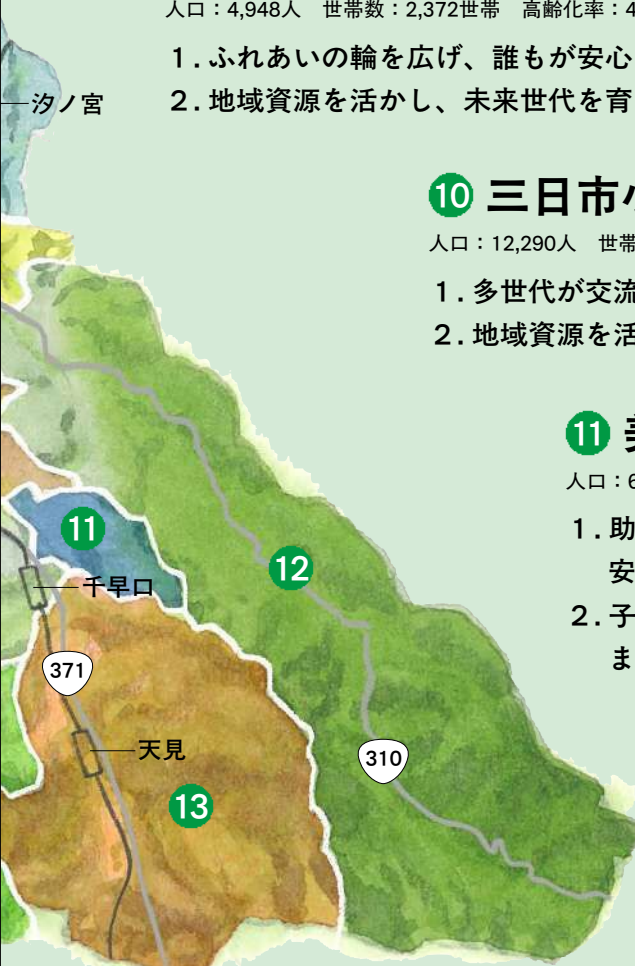 人口：4,948人　世帯数：2,372世帯　高齢化率：4
1．ふれあいの輪を広げ、誰もが安心
2．地域資源を活かし、未来世代を育
汐ノ宮
10 三日市小
人口：12,290人　世帯
1．多世代が交流
2．地域資源を活
11 美
人口：6
1．助
安
2．子
ま
11
12
千早口
371
天見
310
13